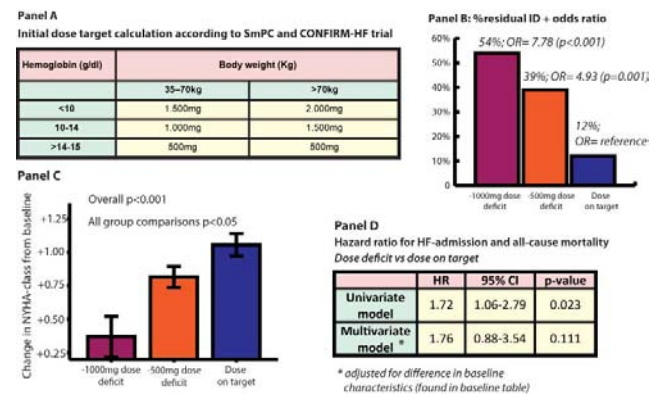 Panel A
Initial dose target calculation according to SmPC and CONFIRM-HF trial
Hemoglobin (g/dl) Body weight (Kg)
35–70kg >70kg
<10 1.500mg 2.000mg
10-14 1.000mg 1.500mg
>14-15 500mg 500mg
Panel B: %residual ID + odds ratio
60%
50%
40%
30%
20%
10%
0
54%; OR= 7.78 (p<0.001)
39%; OR= 4.93 (p=0.001)
12%;
OR= reference
-1000mg dose deficit
-500mg dose deficit
Dose on target
Panel C
Change in NYHA-class from baseline
+1.25
+1.00
+0.75
+0.50
+0.25
Overall p<0.001
All group comparisons p<0.05
-1000mg dose deficit
-500mg dose deficit
Dose on target
Panel D
Hazard ratio for HF-admission and all-cause mortality
Dose deficit vs dose on target
HR 95% CI p-value
Univariate model 1.72 1.06-2.79 0.023
Multivariate model * 1.76 0.88-3.54 0.111
* adjusted for difference in baseline
characteristics (found in baseline table)